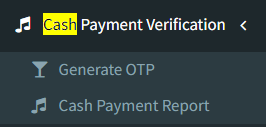 Cash Payment Verification
Generate OTP
Cash Payment Report